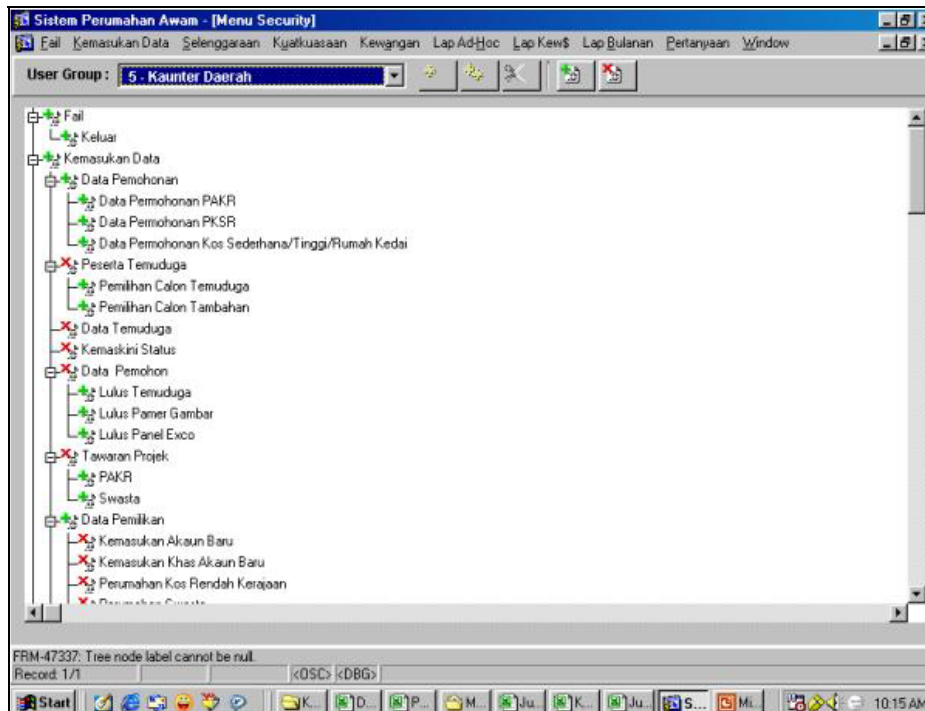 Sistem Perumahan Awam - [Menu Security]
Fail Kemasukan Data Selenggaraan Kuatkuasaan Kewangan Lap Ad-Hoc Lap Kew$ Lap Bulanan Pertanyaan Window
User Group : 5 - Kaunter Daerah
Fail
Keluar
Kemasukan Data
Data Pemohonan
Data Permohonan PAKR
Data Permohonan PKSR
Data Permohonan Kos Sederhana/Tinggi/Rumah Kedai
Peserta Temuduga
Pemilihan Calon Temuduga
Pemilihan Calon Tambahan
Data Temuduga
Kemaskini Status
Data Pemohon
Lulus Temuduga
Lulus Pamer Gambar
Lulus Panel Exco
Tawaran Projek
PAKR
Swasta
Data Pemilikan
Kemasukan Akaun Baru
Kemasukan Khas Akaun Baru
Perumahan Kos Rendah Kerajaan
FRM-47337: Tree node label cannot be null.
Record: 1/1 <OSC> <DBG>
Start K... D... P... M... Ju... K... Ju... S... Mi... 10:15 AM